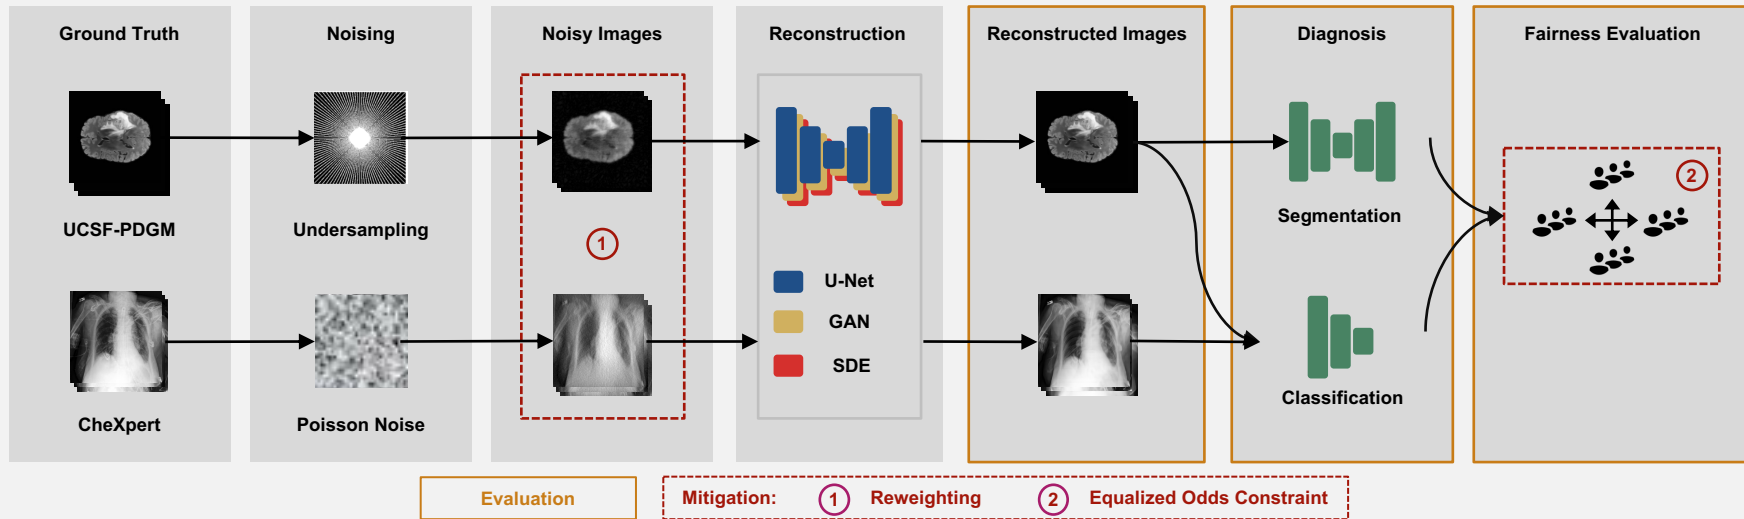 Ground Truth
Noising
Noisy Images
Reconstruction
Reconstructed Images
Diagnosis
Fairness Evaluation
UCSF-PDGM
Undersampling
1
Segmentation
2
U-Net
GAN
SDE
CheXpert
Poisson Noise
Classification
Evaluation
Mitigation: 1 Reweighting 2 Equalized Odds Constraint